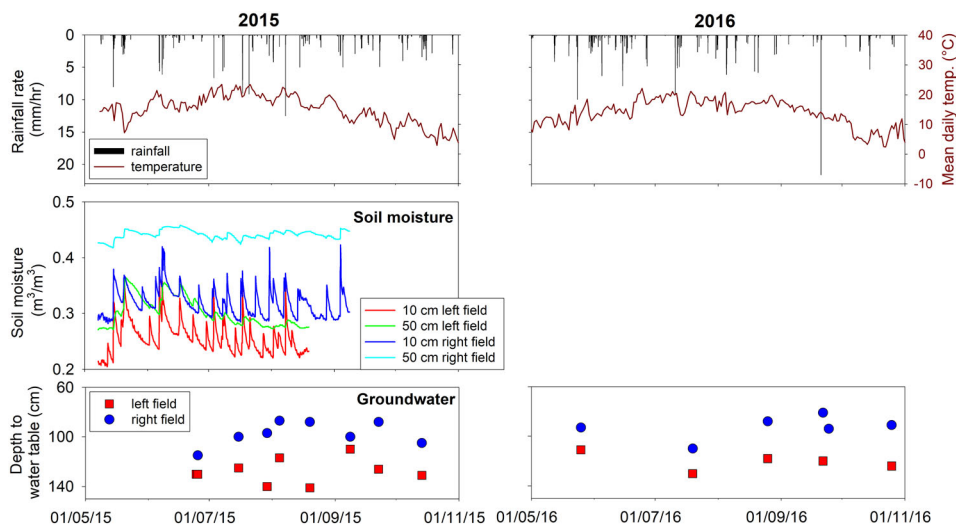 2015
2016
0
5
10
15
20
Rainfall rate
(mm/hr)
rainfall
temperature
40
30
20
10
0
-10
Mean daily temp. (°C)
0.5
0.4
0.3
0.2
Soil moisture
(m³/m³)
Soil moisture
10 cm left field
50 cm left field
10 cm right field
50 cm right field
60
100
140
Depth to
water table (cm)
left field
right field
Groundwater
01/05/15
01/07/15
01/09/15
01/11/15
01/05/16
01/07/16
01/09/16
01/11/16